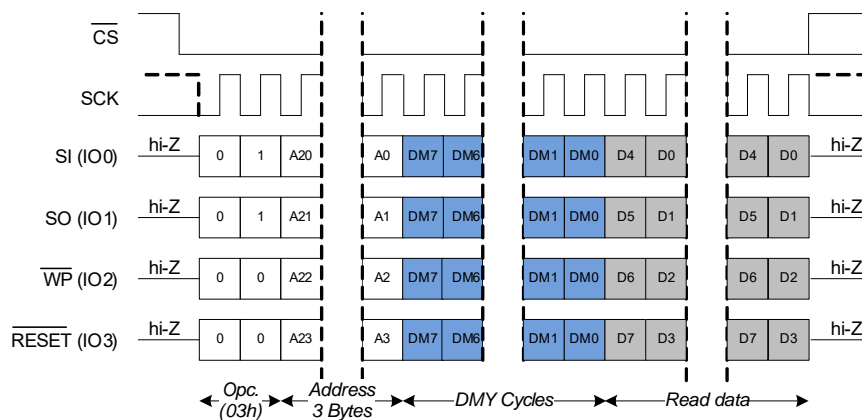 CS
SCK
hi-Z
SI (IO0)
0 1 A20 A0 DM7 DM6 DM1 DM0 D4 D0 D4 D0
hi-Z
hi-Z
SO (IO1)
0 1 A21 A1 DM7 DM6 DM1 DM0 D5 D1 D5 D1
hi-Z
hi-Z
WP (IO2)
0 0 A22 A2 DM7 DM6 DM1 DM0 D6 D2 D6 D2
hi-Z
hi-Z
RESET (IO3)
0 0 A23 A3 DM7 DM6 DM1 DM0 D7 D3 D7 D3
hi-Z
Opc.
(03h)
Address
3 Bytes
DMY Cycles
Read data